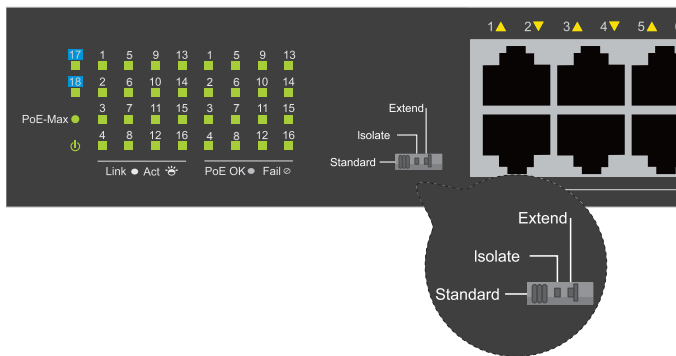 1▲ 2▼ 3▲ 4▼ 5▲
17 1 5 9 13 1 5 9 13
18 2 6 10 14 2 6 10 14
PoE-Max 3 7 11 15 3 7 11 15
4 8 12 16 4 8 12 16
Link Act PoE OK Fail
Extend
Isolate
Standard
Extend
Isolate
Standard